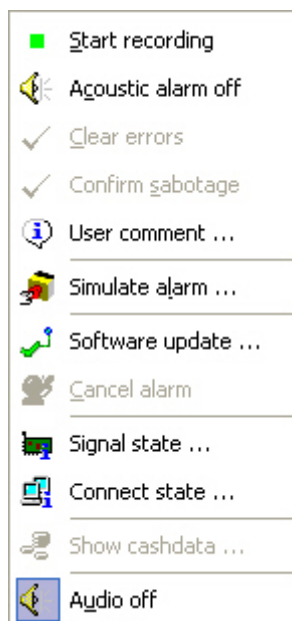 Start recording
Acoustic alarm off
Clear errors
Confirm sabotage
User comment ...
Simulate alarm ...
Software update ...
Cancel alarm
Signal state ...
Connect state ...
Show cashdata ...
Audio off